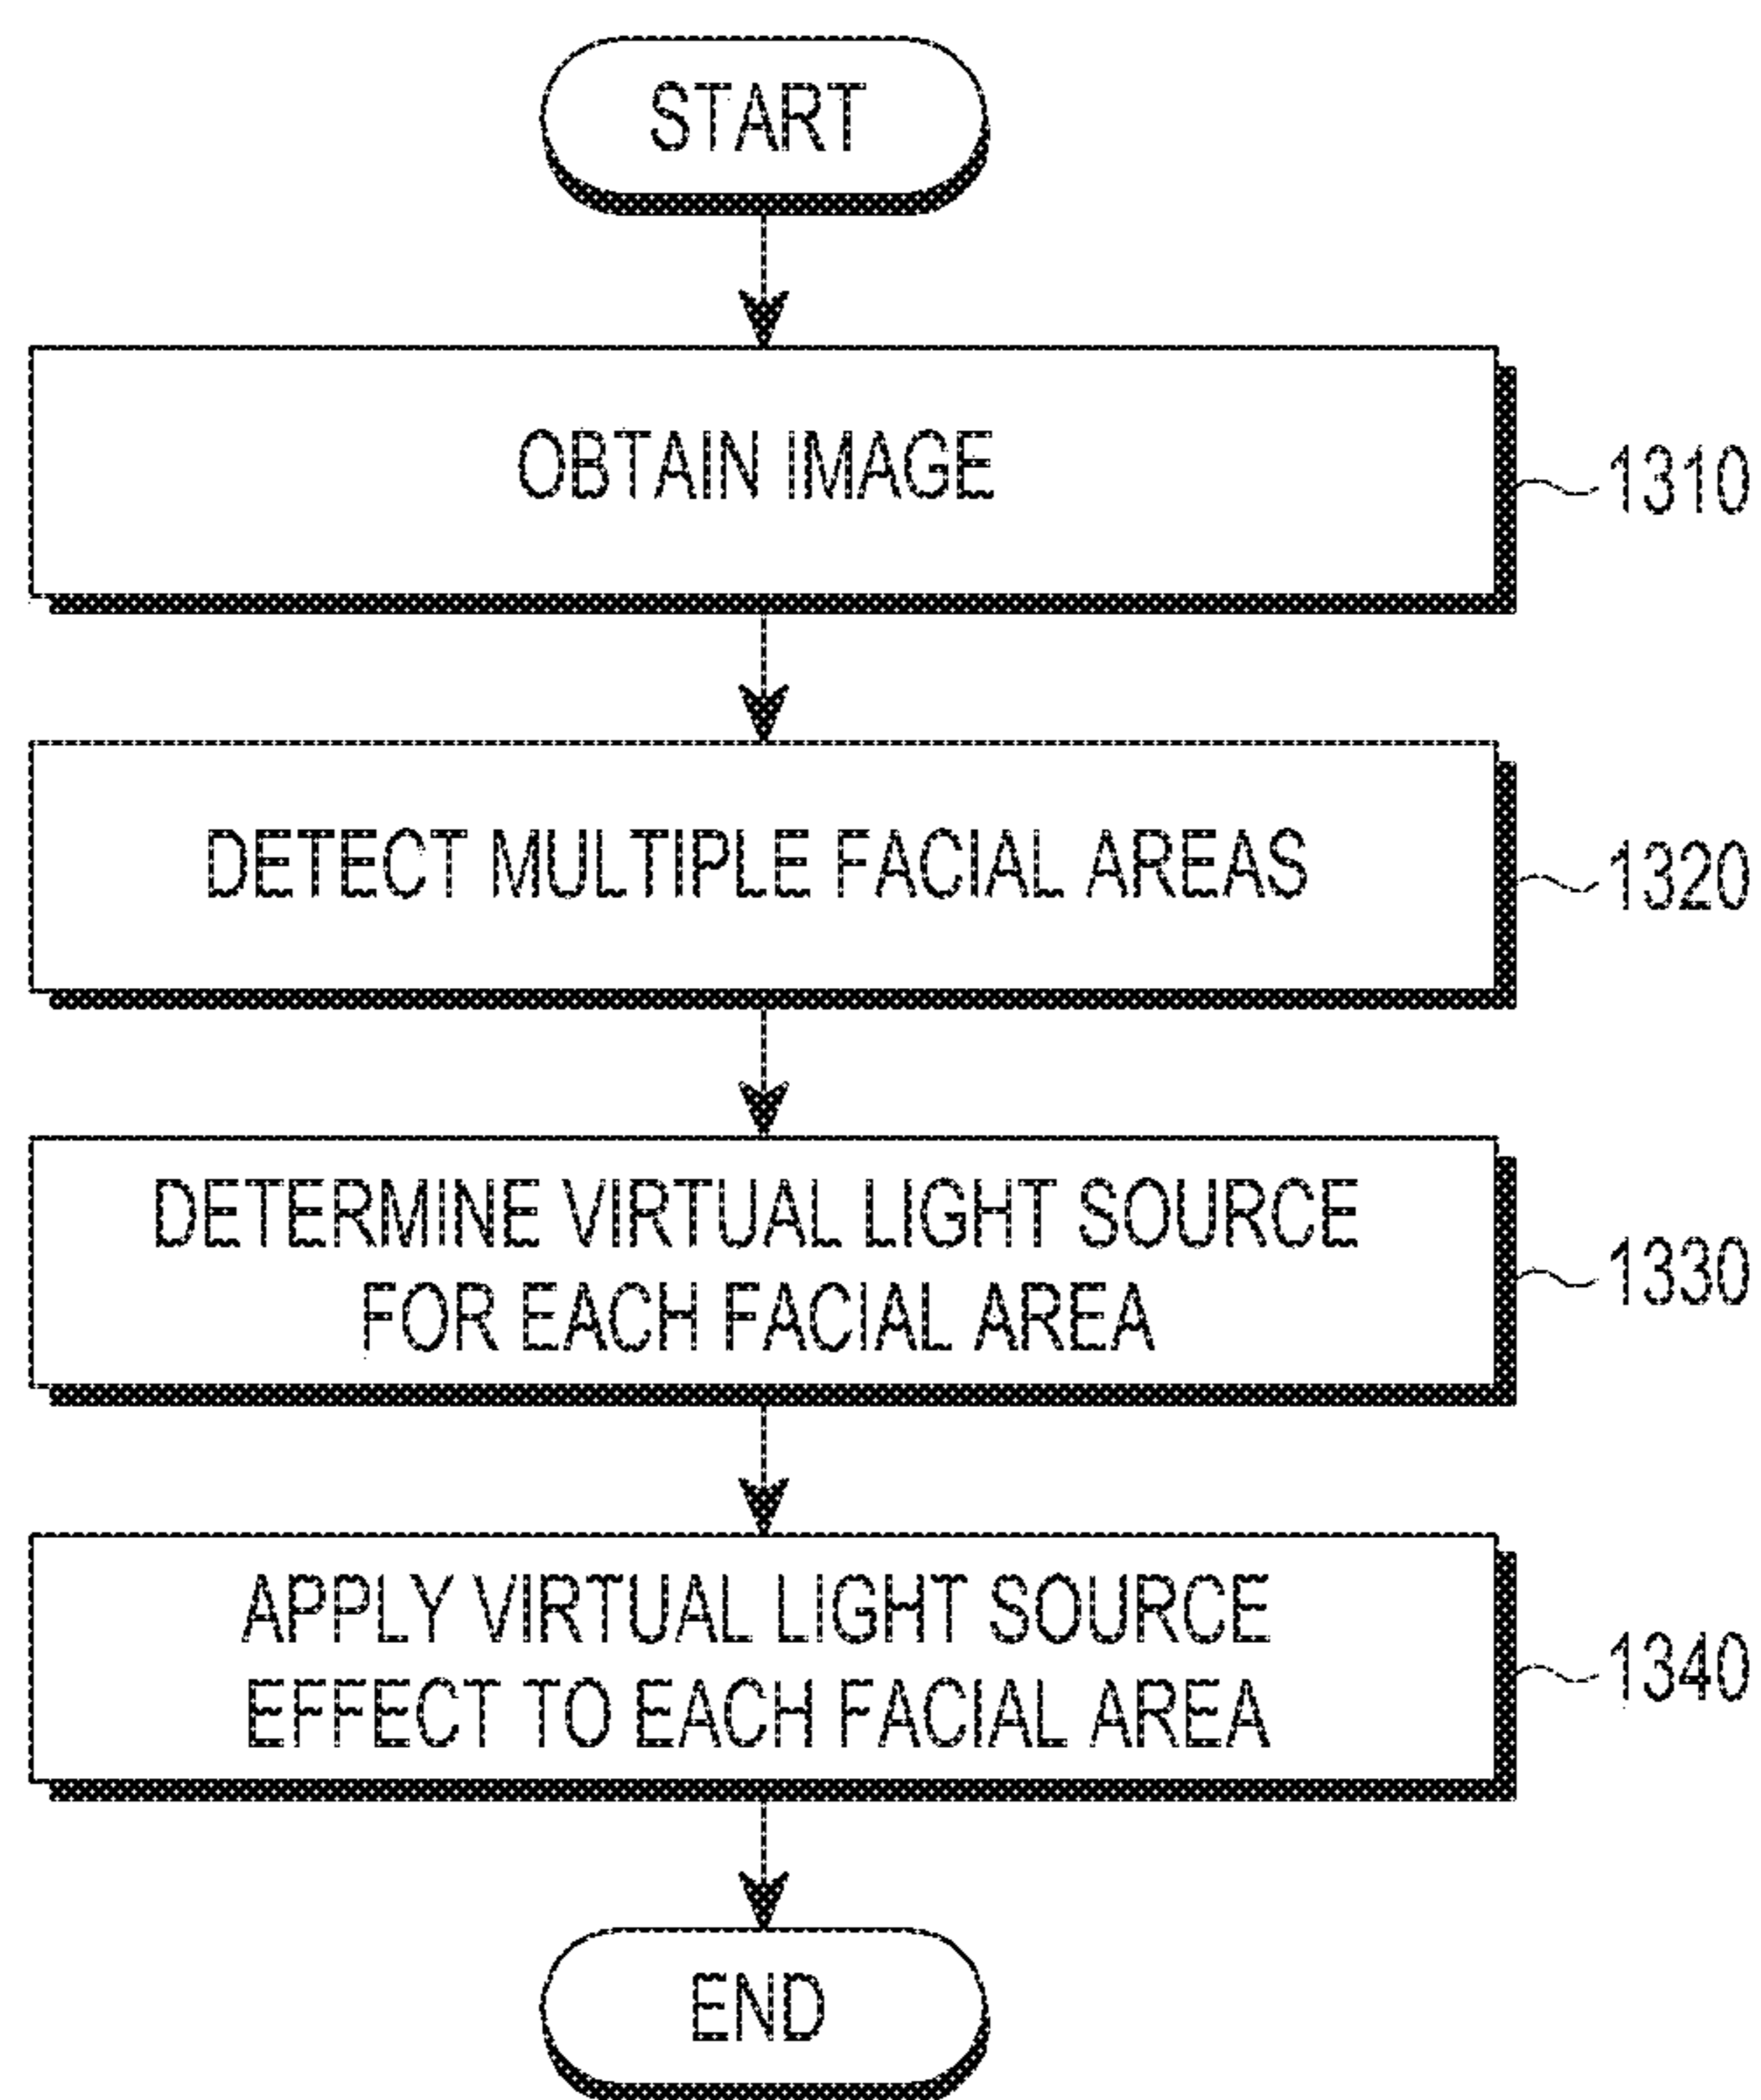 START
OBTAIN IMAGE
1310
DETECT MULTIPLE FACIAL AREAS
1320
DETERMINE VIRTUAL LIGHT SOURCE
FOR EACH FACIAL AREA
1330
APPLY VIRTUAL LIGHT SOURCE
EFFECT TO EACH FACIAL AREA
1340
END